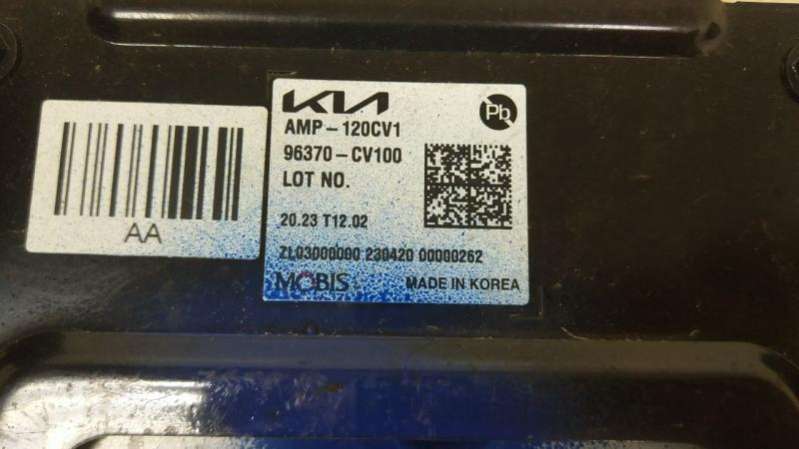 KIA
Pb
AMP-120CV1
96370-CV100
LOT NO.
20.23 T12.02
ZL03000000 230420 00000262
MOBIS
MADE IN KOREA
AA